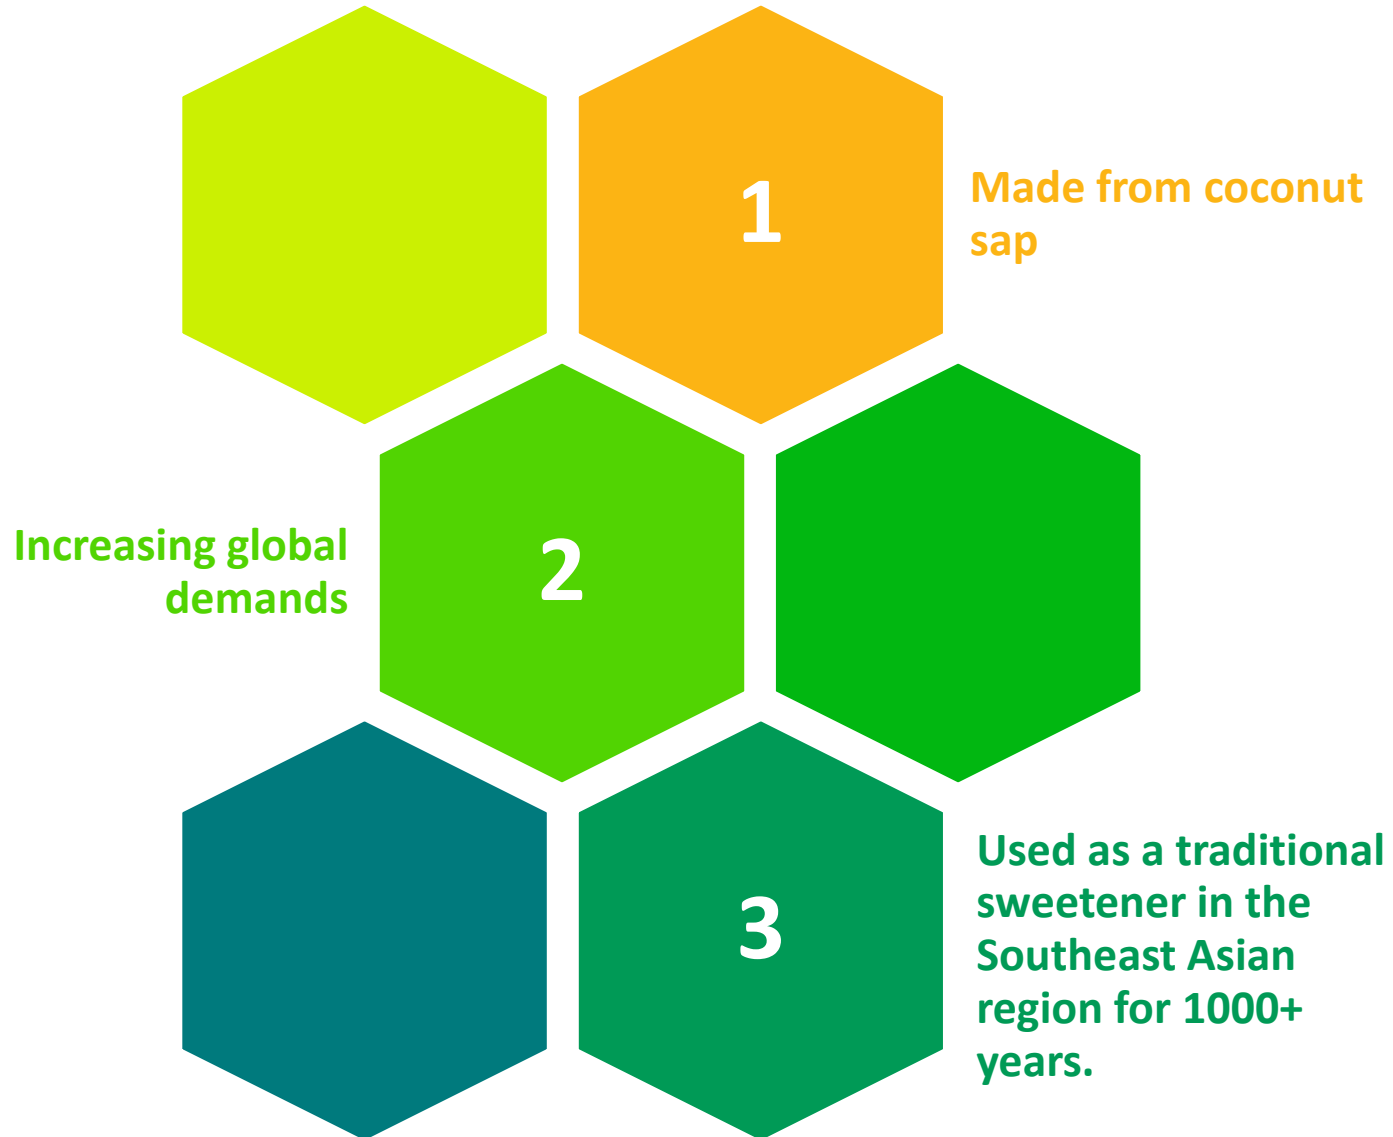 1
Made from coconut
sap
Increasing global
demands
2
3
Used as a traditional
sweetener in the
Southeast Asian
region for 1000+
years.